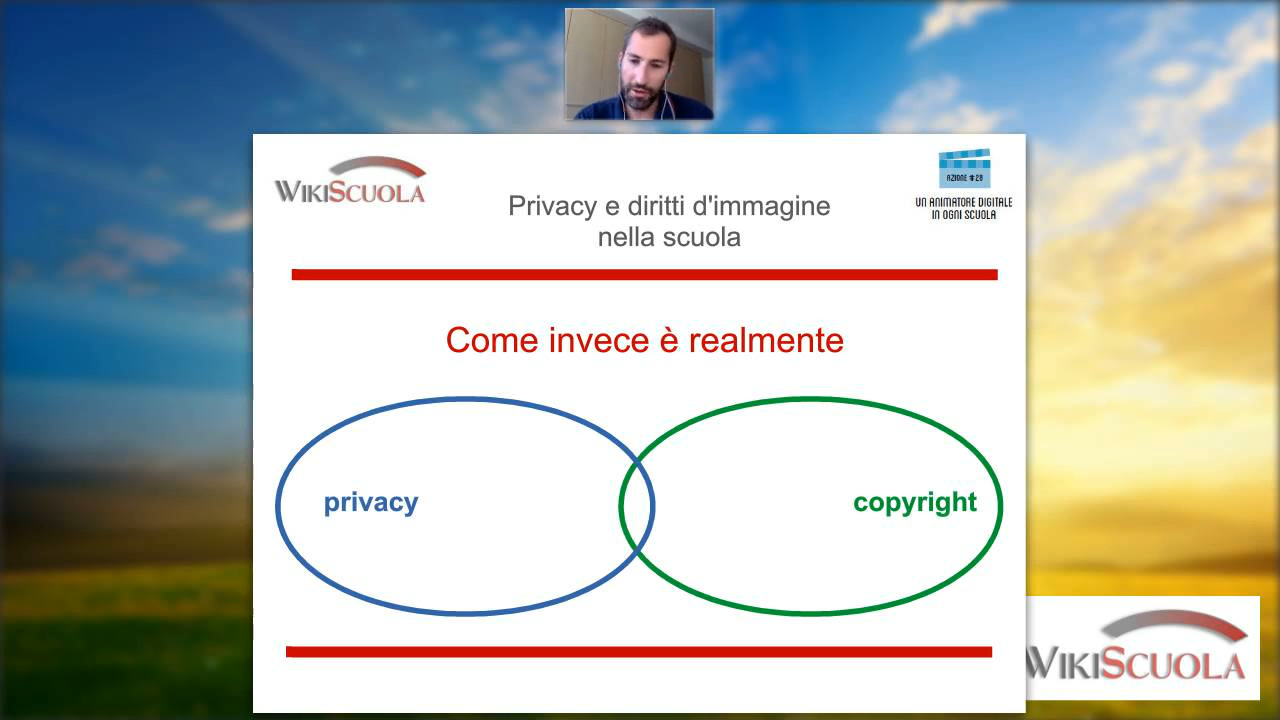 WIKISCUOLA
AZIONE #28
UN ANIMATORE DIGITALE
IN OGNI SCUOLA
Privacy e diritti d'immagine
nella scuola
Come invece è realmente
privacy
copyright
WIKISCUOLA